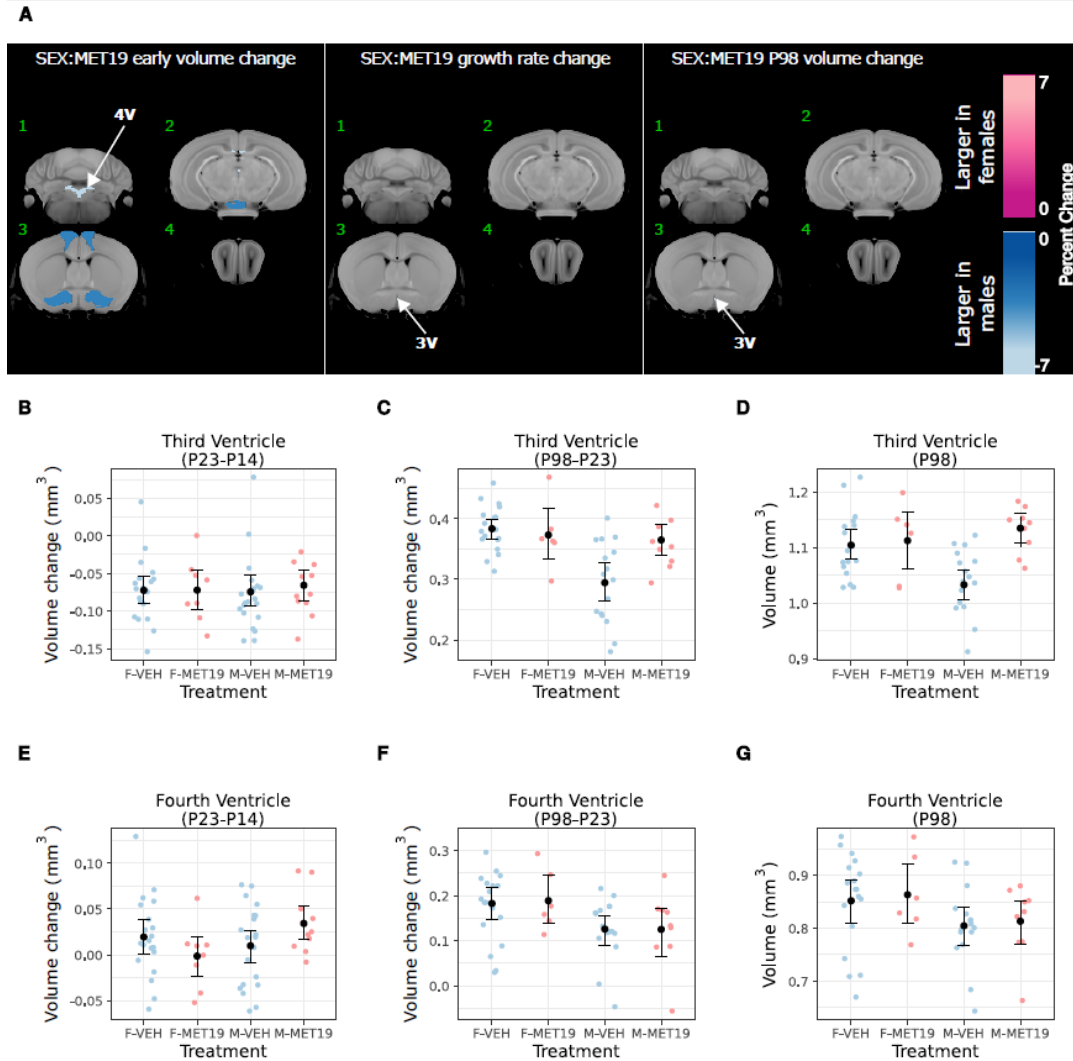 A
SEX:MET19 early volume change
SEX:MET19 growth rate change
SEX:MET19 P98 volume change
1
4V
2
3
4
1
2
3
4
3V
1
2
3
4
3V
Larger in
females
Larger in
males
7
0
0
-7
Percent Change
B
Third Ventricle
(P23-P14)
Volume change (mm3)
0.05
0.00
-0.05
-0.10
-0.15
F-VEH F-MET19 M-VEH M-MET19
Treatment
C
Third Ventricle
(P98-P23)
Volume change (mm3)
0.4
0.3
0.2
F-VEH F-MET19 M-VEH M-MET19
Treatment
D
Third Ventricle
(P98)
Volume (mm3)
1.2
1.1
1.0
0.9
F-VEH F-MET19 M-VEH M-MET19
Treatment
E
Fourth Ventricle
(P23-P14)
Volume change (mm3)
0.10
0.05
0.00
-0.05
F-VEH F-MET19 M-VEH M-MET19
Treatment
F
Fourth Ventricle
(P98-P23)
Volume change (mm3)
0.3
0.2
0.1
0.0
F-VEH F-MET19 M-VEH M-MET19
Treatment
G
Fourth Ventricle
(P98)
Volume (mm3)
0.9
0.8
0.7
F-VEH F-MET19 M-VEH M-MET19
Treatment